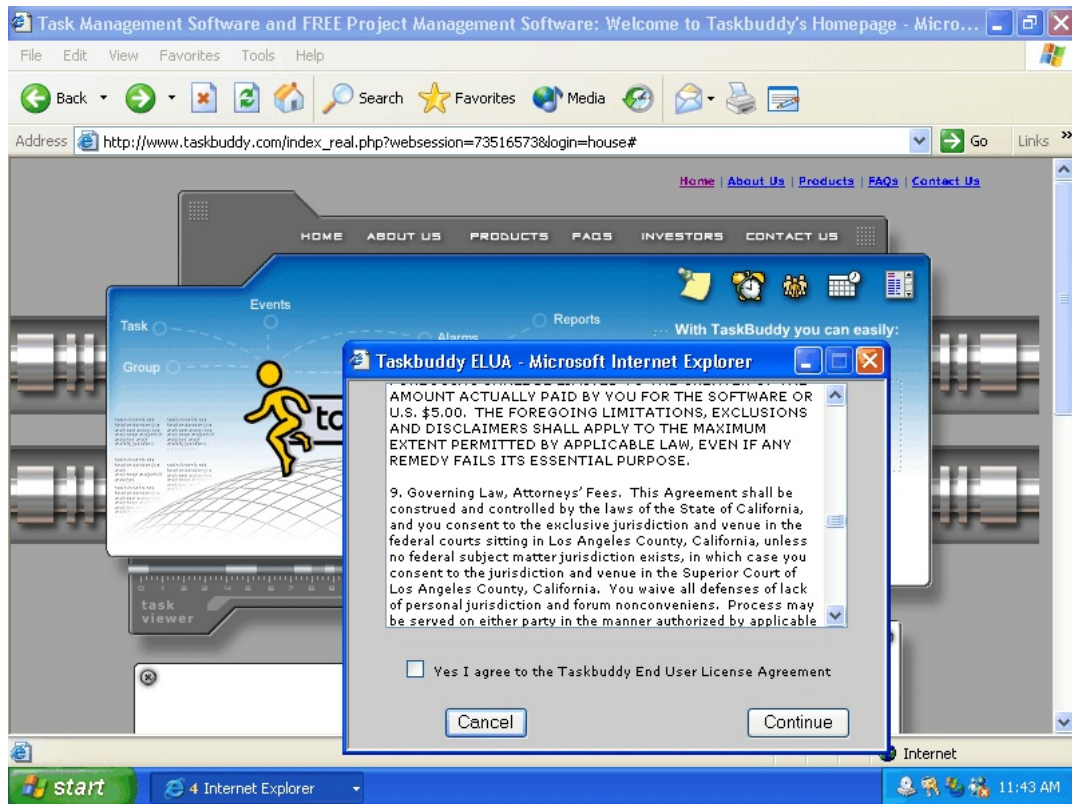 Task Management Software and FREE Project Management Software: Welcome to Taskbuddy's Homepage - Micro...
File Edit View Favorites Tools Help
Back Search Favorites Media
Address http://www.taskbuddy.com/index_real.php?websession=73516573&login=house# Go Links »
Home | About Us | Products | FAQs | Contact Us
HOME ABOUT US PRODUCTS FAQS INVESTORS CONTACT US
Events
Task
Alarms
Reports
Group
With TaskBuddy you can easily:
task
viewer
Taskbuddy ELUA - Microsoft Internet Explorer
AMOUNT ACTUALLY PAID BY YOU FOR THE SOFTWARE OR
U.S. $5.00. THE FOREGOING LIMITATIONS, EXCLUSIONS
AND DISCLAIMERS SHALL APPLY TO THE MAXIMUM
EXTENT PERMITTED BY APPLICABLE LAW, EVEN IF ANY
REMEDY FAILS ITS ESSENTIAL PURPOSE.
9. Governing Law, Attorneys' Fees. This Agreement shall be
construed and controlled by the laws of the State of California,
and you consent to the exclusive jurisdiction and venue in the
federal courts sitting in Los Angeles County, California, unless
no federal subject matter jurisdiction exists, in which case you
consent to the jurisdiction and venue in the Superior Court of
Los Angeles County, California. You waive all defenses of lack
of personal jurisdiction and forum nonconveniens. Process may
be served on either party in the manner authorized by applicable
Yes I agree to the Taskbuddy End User License Agreement
Cancel Continue
Internet
start 4 Internet Explorer 11:43 AM